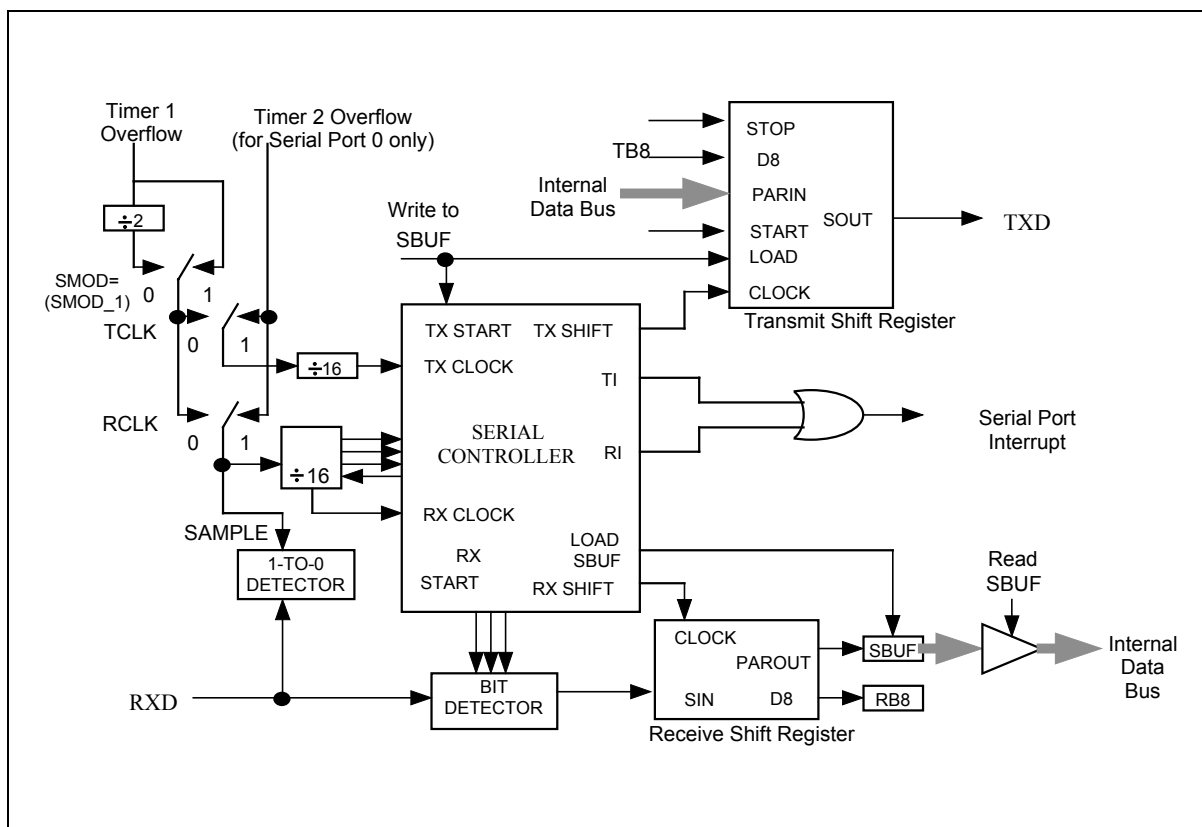 Timer 1
Overflow
Timer 2 Overflow
(for Serial Port 0 only)
÷2
SMOD=
(SMOD_1)
0
1
TCLK
0
1
RCLK
0
1
÷16
÷16
SAMPLE
1-TO-0
DETECTOR
RXD
Write to
SBUF
TX START
TX SHIFT
TX CLOCK
TI
SERIAL
CONTROLLER
RI
RX CLOCK
LOAD
SBUF
RX
START
RX SHIFT
BIT
DETECTOR
TB8
Internal
Data Bus
STOP
D8
PARIN
SOUT
START
LOAD
CLOCK
Transmit Shift Register
TXD
Serial Port
Interrupt
CLOCK
PAROUT
SIN
D8
Receive Shift Register
SBUF
RB8
Read
SBUF
Internal
Data
Bus